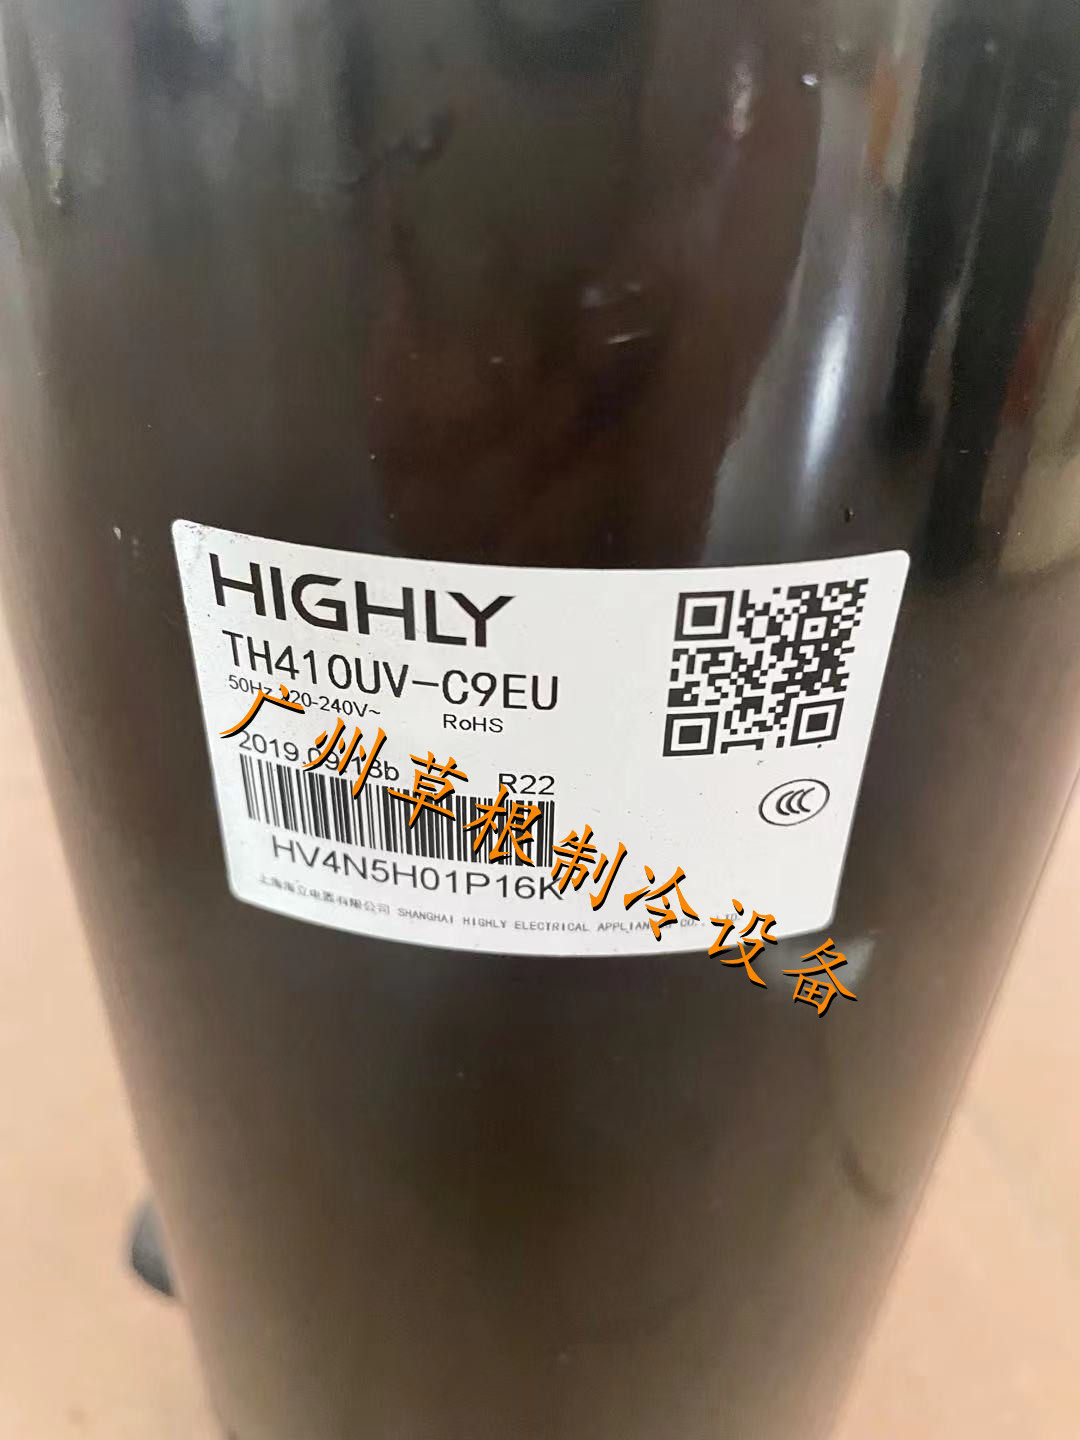 HIGHLY
TH410UV-C9EU
50Hz 220-240V~ RoHS
2019.09.18b R22
HV4N5H01P16K
上海海立电器有限公司 SHANGHAI HIGHLY ELECTRICAL APPLIANCES CO., LTD.
广州草根制冷设备